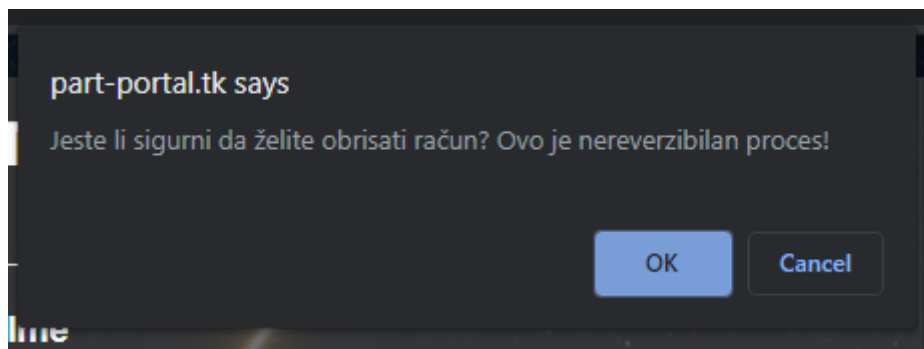 part-portal.tk says
Jeste li sigurni da želite obrisati račun? Ovo je nereverzibilan proces!
OK Cancel